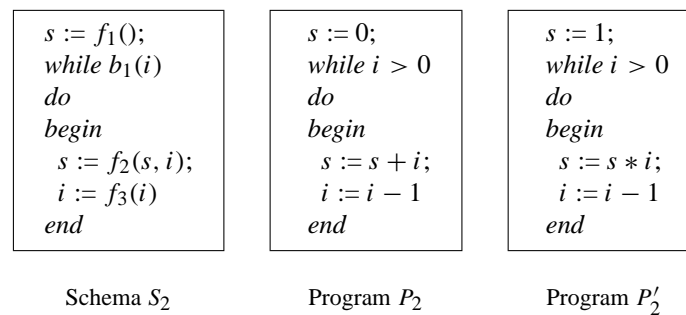 s := f₁();
while b₁(i)
do
begin
s := f₂(s, i);
i := f₃(i)
end
Schema S₂
s := 0;
while i > 0
do
begin
s := s + i;
i := i − 1
end
Program P₂
s := 1;
while i > 0
do
begin
s := s ∗ i;
i := i − 1
end
Program P′₂